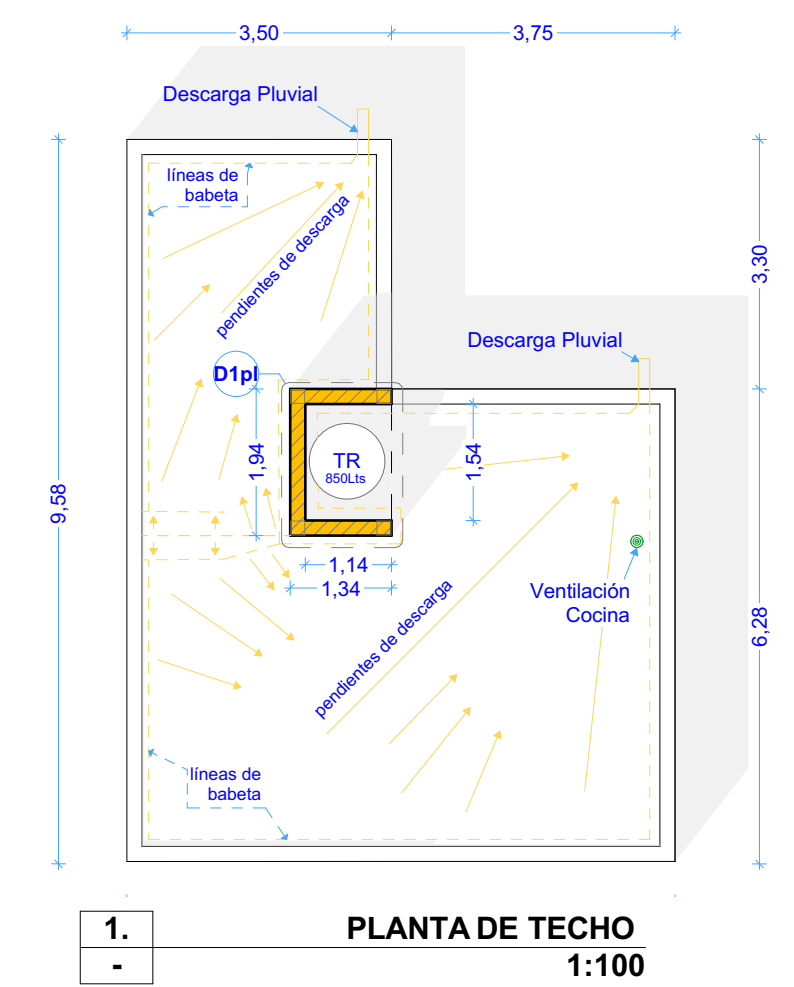 3,50
3,75
Descarga Pluvial
líneas de
babeta
pendientes de descarga
3,30
Descarga Pluvial
D1pl
1,94
TR
850Lts
1,54
9,58
1,14
1,34
Ventilación
Cocina
pendientes de descarga
6,28
líneas de
babeta
1.
PLANTA DE TECHO
-
1:100